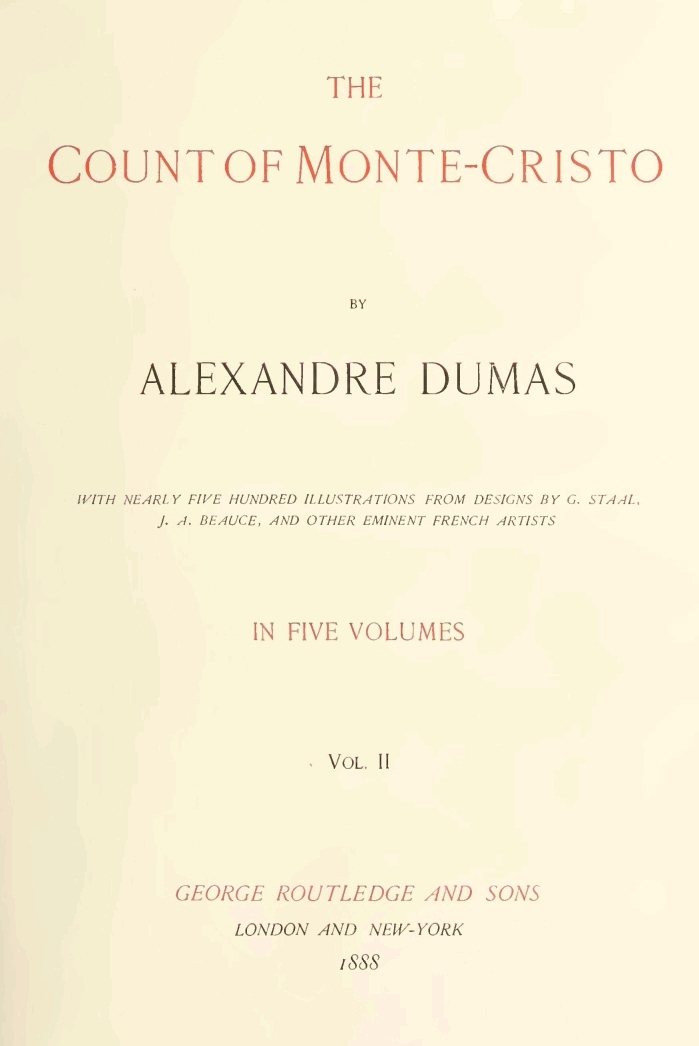 THE
COUNT OF MONTE-CRISTO
BY
ALEXANDRE DUMAS
WITH NEARLY FIVE HUNDRED ILLUSTRATIONS FROM DESIGNS BY G. STAAL,
J. A. BEAUCE, AND OTHER EMINENT FRENCH ARTISTS
IN FIVE VOLUMES
VOL. II
GEORGE ROUTLEDGE AND SONS
LONDON AND NEW-YORK
1888